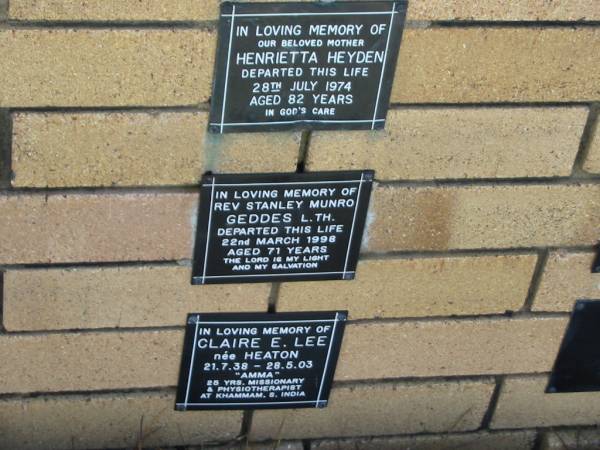 IN LOVING MEMORY OF
OUR BELOVED MOTHER
HENRIETTA HEYDEN
DEPARTED THIS LIFE
28TH JULY 1974
AGED 82 YEARS
IN GOD'S CARE
IN LOVING MEMORY OF
REV STANLEY MUNRO
GEDDES L.TH.
DEPARTED THIS LIFE
22nd MARCH 1998
AGED 71 YEARS
THE LORD IS MY LIGHT
AND MY SALVATION
IN LOVING MEMORY OF
CLAIRE E. LEE
née HEATON
21.7.38 - 28.5.03
"AMMA"
25 YRS. MISSIONARY
& PHYSIOTHERAPIST
AT KHAMMAM, S. INDIA